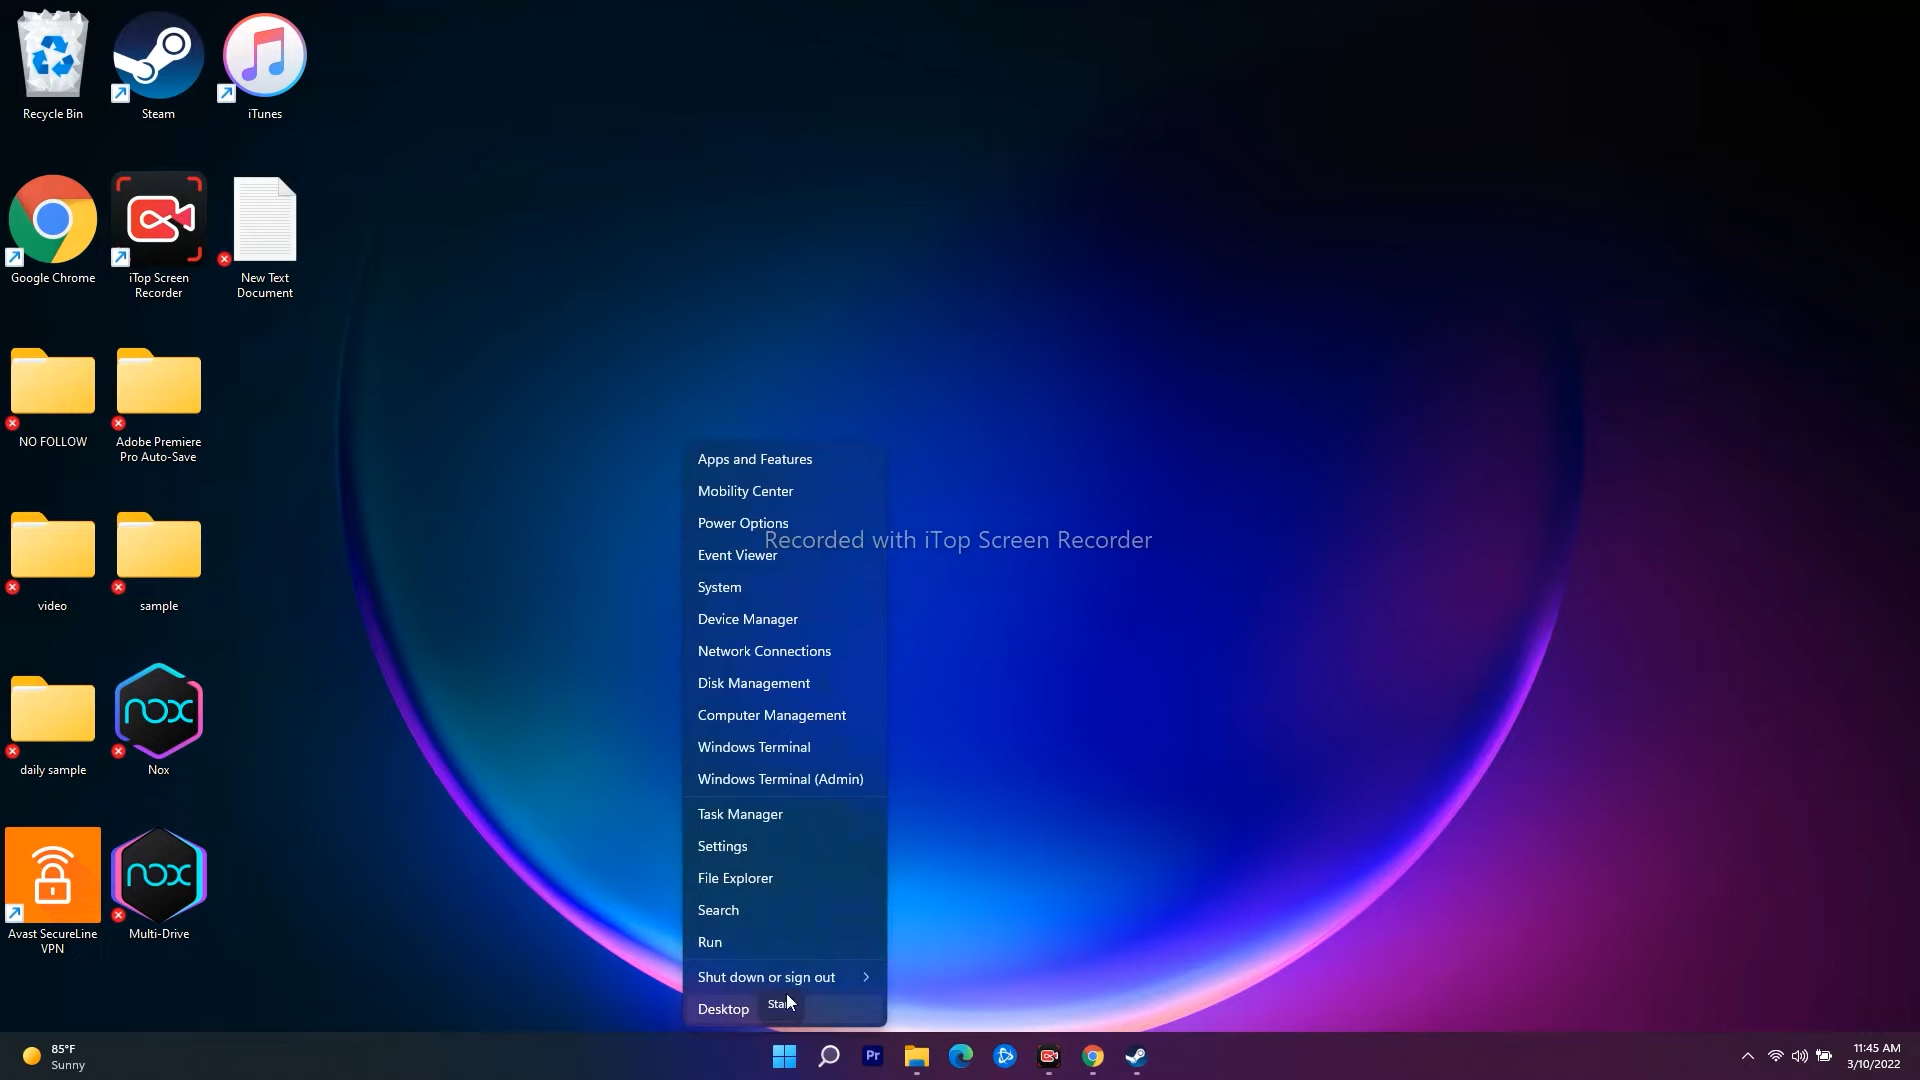 Recycle Bin
Steam
iTunes
Google Chrome
iTop Screen
Recorder
New Text
Document
NO FOLLOW
Adobe Premiere
Pro Auto-Save
video
sample
daily sample
nox
Nox
Avast SecureLine
VPN
nox
Multi-Drive
Apps and Features
Mobility Center
Power Options
Recorded with iTop Screen Recorder
Event Viewer
System
Device Manager
Network Connections
Disk Management
Computer Management
Windows Terminal
Windows Terminal (Admin)
Task Manager
Settings
File Explorer
Search
Run
Shut down or sign out
Desktop
85°F
Sunny
Pr
11:45 AM
3/10/2022